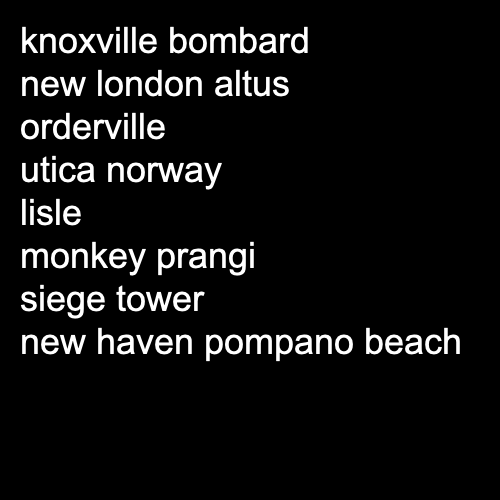 knoxville bombard
new london altus
orderville
utica norway
lisle
monkey prangi
siege tower
new haven pompano beach